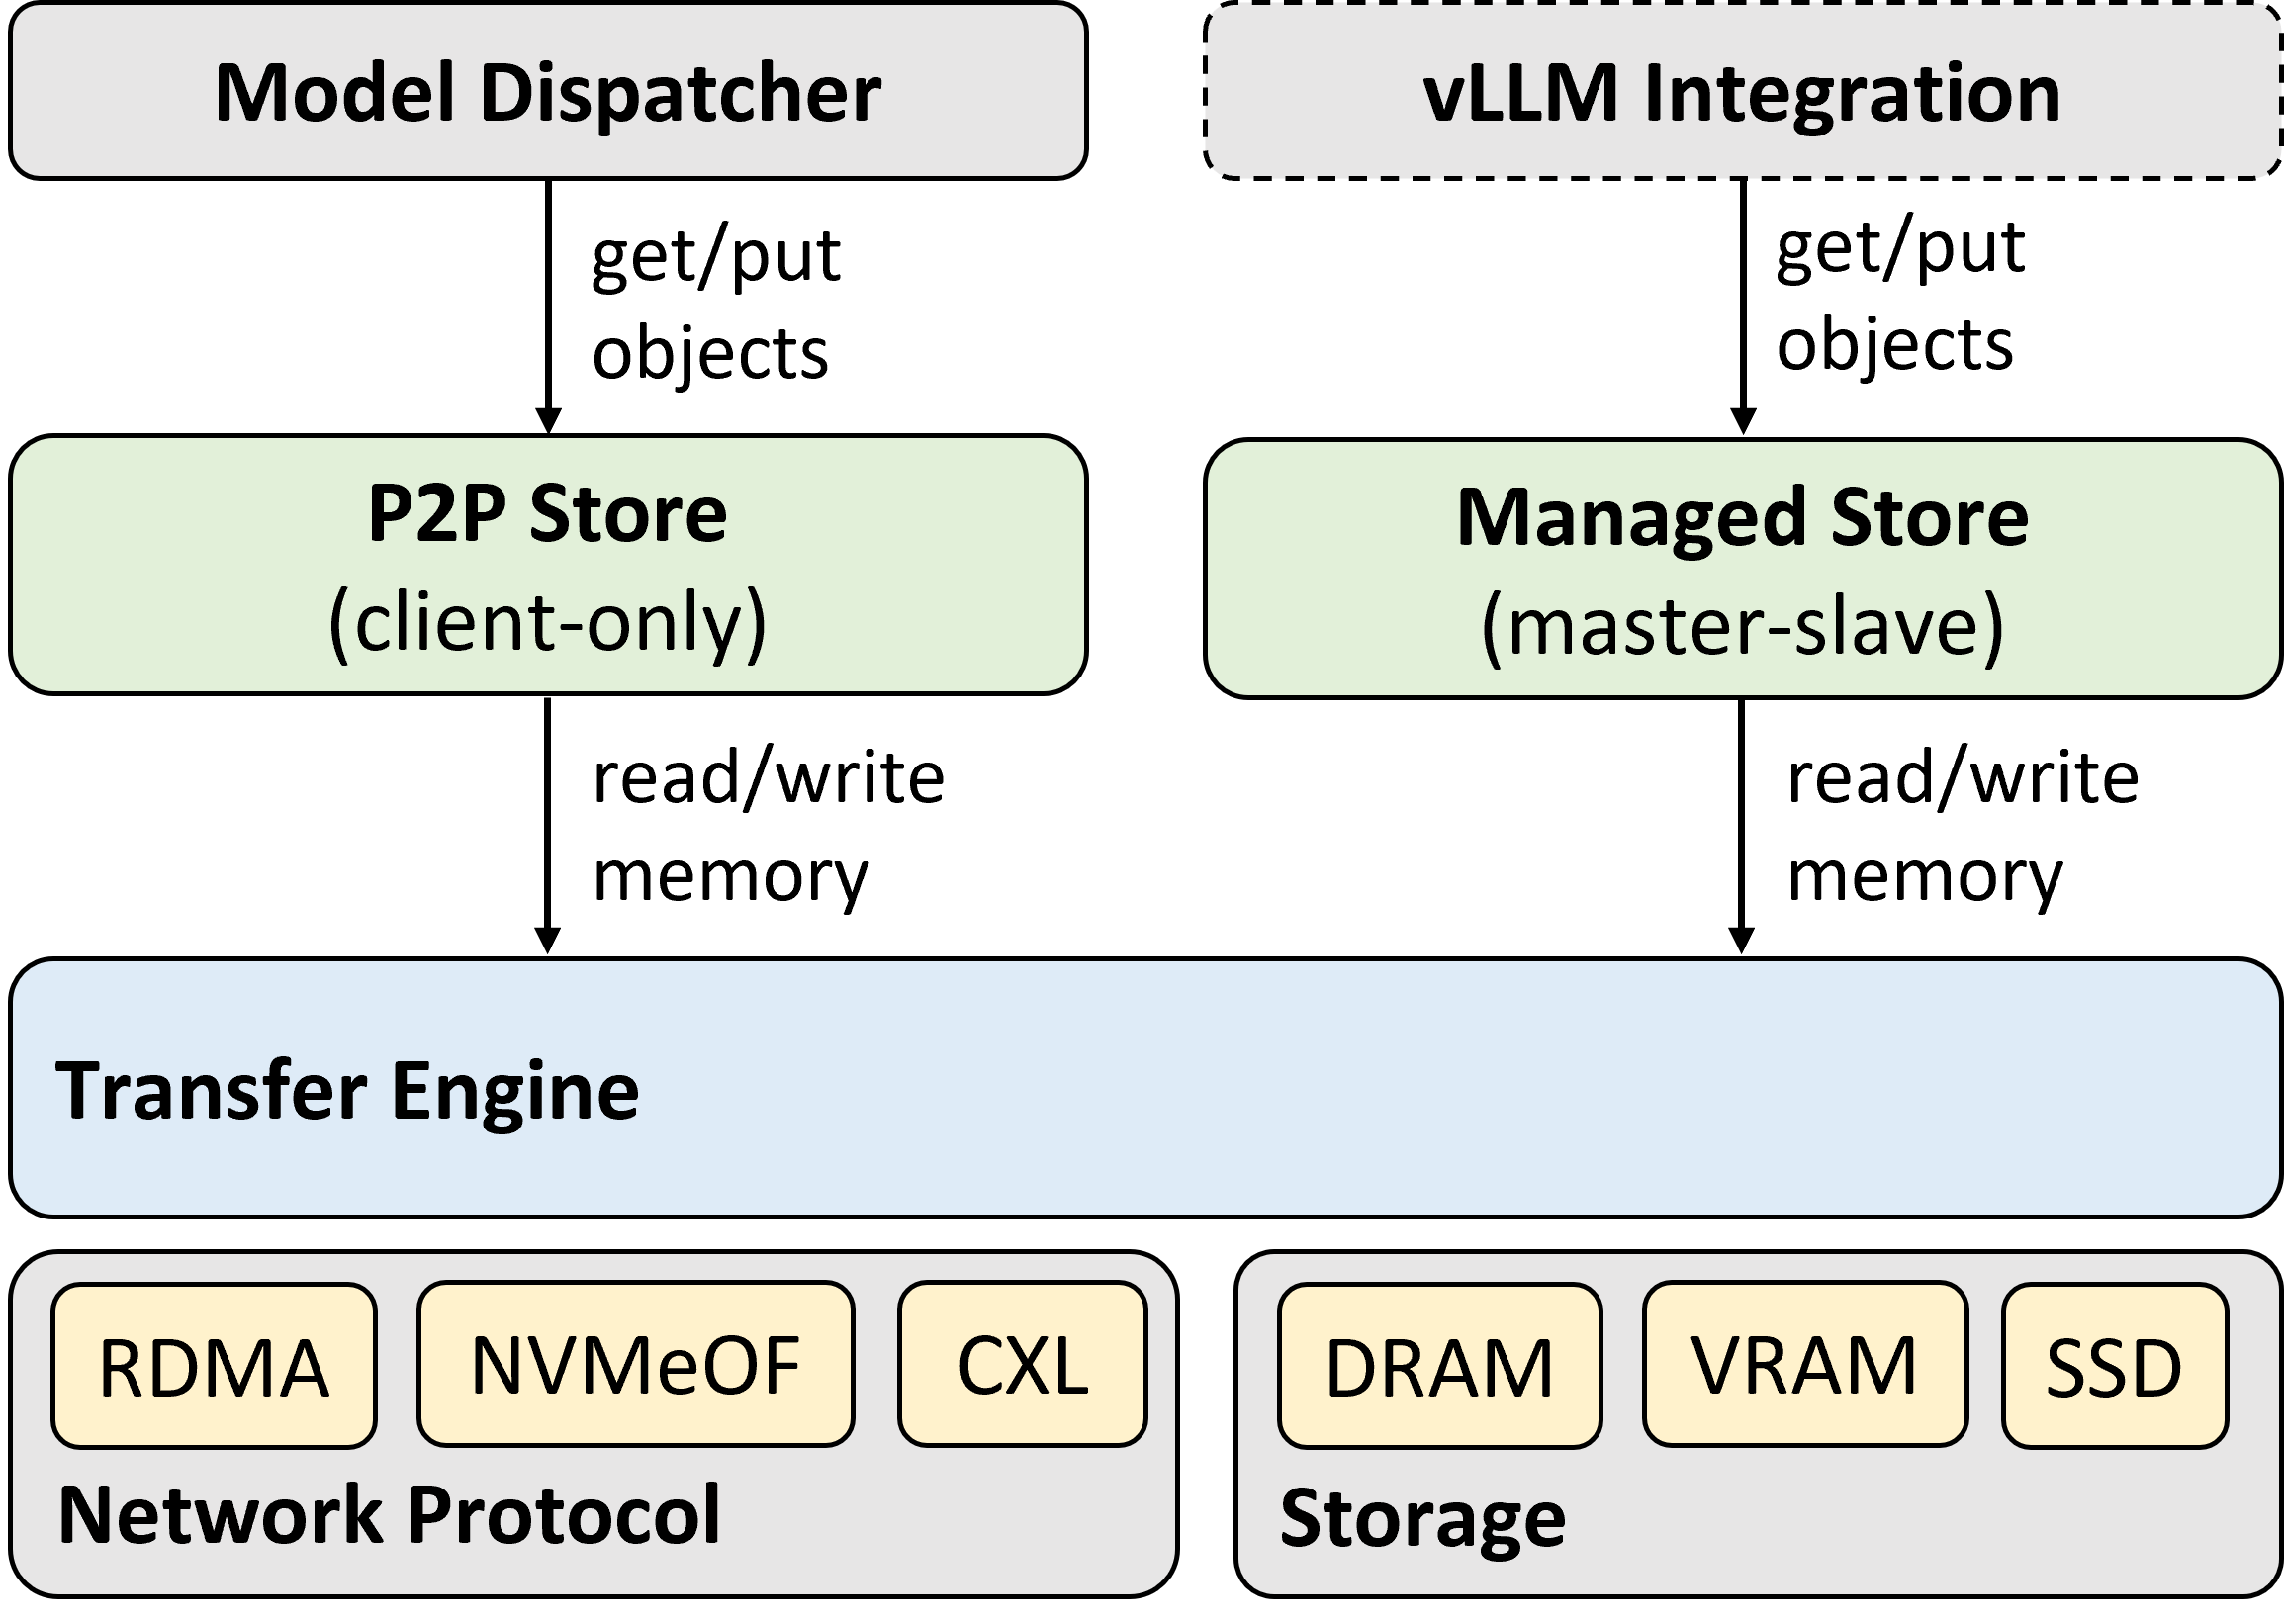 Model Dispatcher
vLLM Integration
get/put
objects
get/put
objects
P2P Store
(client-only)
Managed Store
(master-slave)
read/write
memory
read/write
memory
Transfer Engine
RDMA
NVMeOF
CXL
Network Protocol
DRAM
VRAM
SSD
Storage